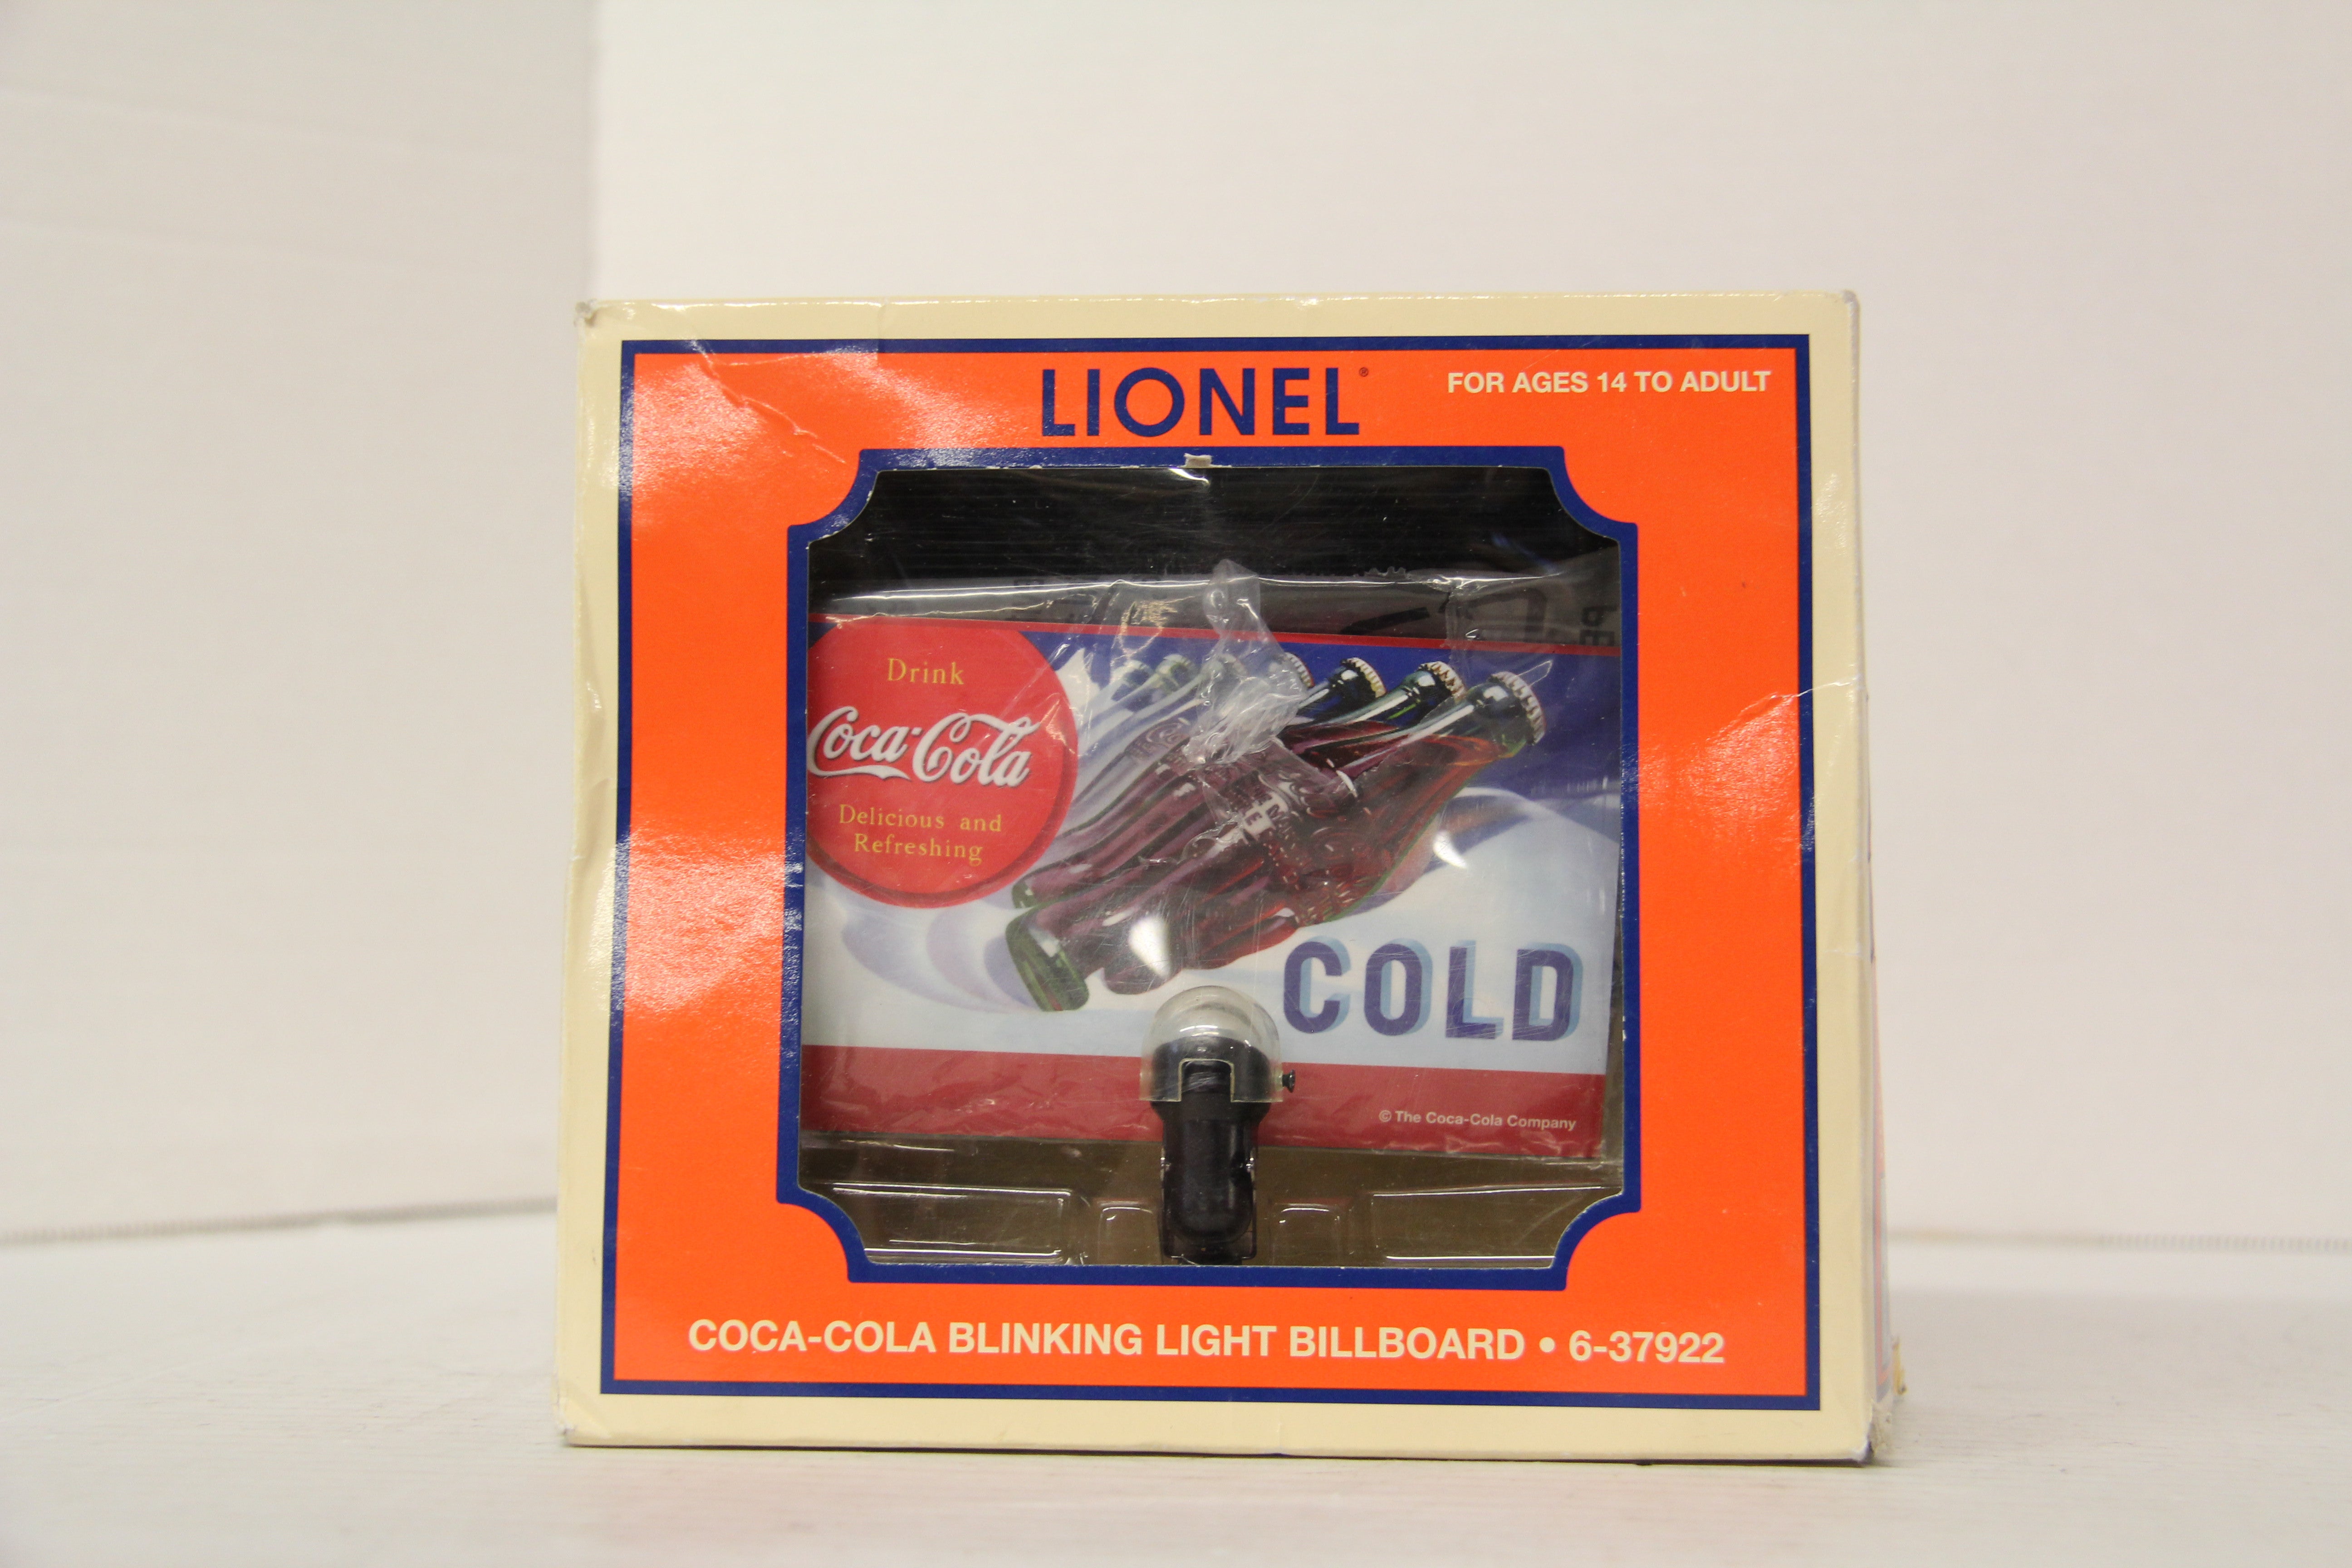 LIONEL®
FOR AGES 14 TO ADULT
Drink
Coca-Cola
Delicious and
Refreshing
COLD
© The Coca-Cola Company
COCA-COLA BLINKING LIGHT BILLBOARD • 6-37922